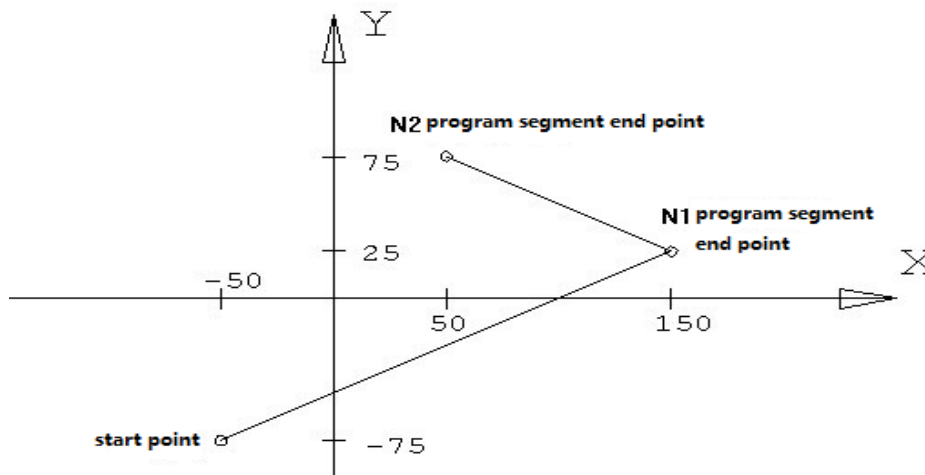 Y
N2 program segment end point
75
N1 program segment
end point
25
X
-50
50
150
start point
-75